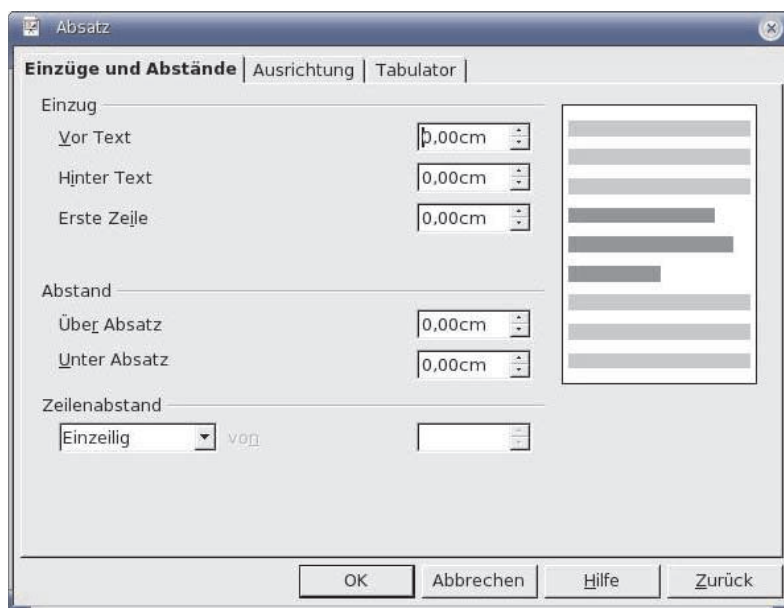 Absatz
Einzüge und Abstände Ausrichtung Tabulator
Einzug
Vor Text 0,00cm
Hinter Text 0,00cm
Erste Zeile 0,00cm
Abstand
Über Absatz 0,00cm
Unter Absatz 0,00cm
Zeilenabstand
Einzeilig von
OK Abbrechen Hilfe Zurück